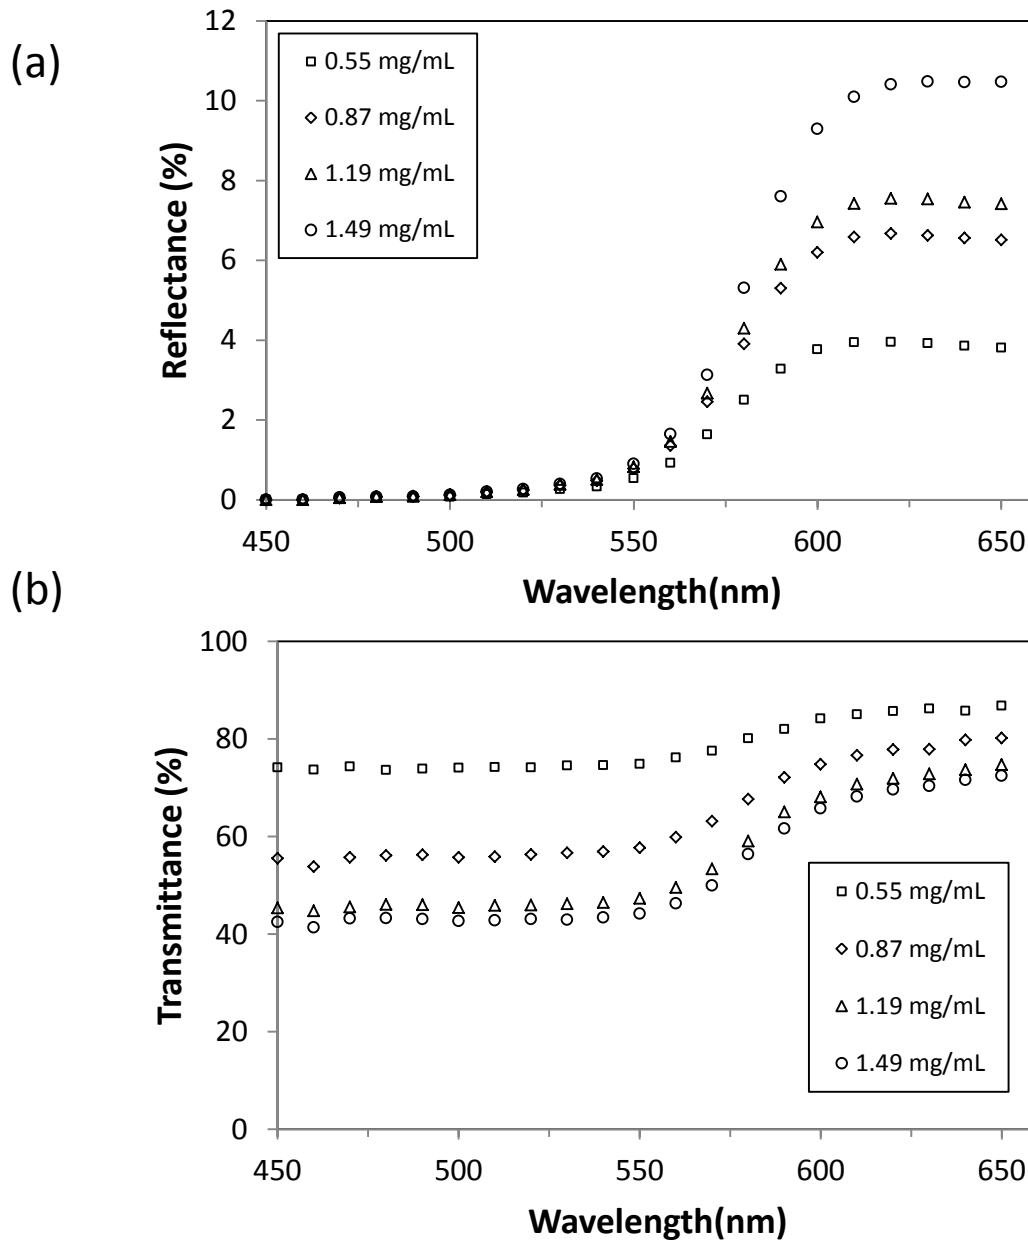 (a)
Reflectance (%)
12
10
8
6
4
2
0
0.55 mg/mL
0.87 mg/mL
1.19 mg/mL
1.49 mg/mL
450 500 550 600 650
Wavelength(nm)
(b)
Transmittance (%)
100
80
60
40
20
0
0.55 mg/mL
0.87 mg/mL
1.19 mg/mL
1.49 mg/mL
450 500 550 600 650
Wavelength(nm)